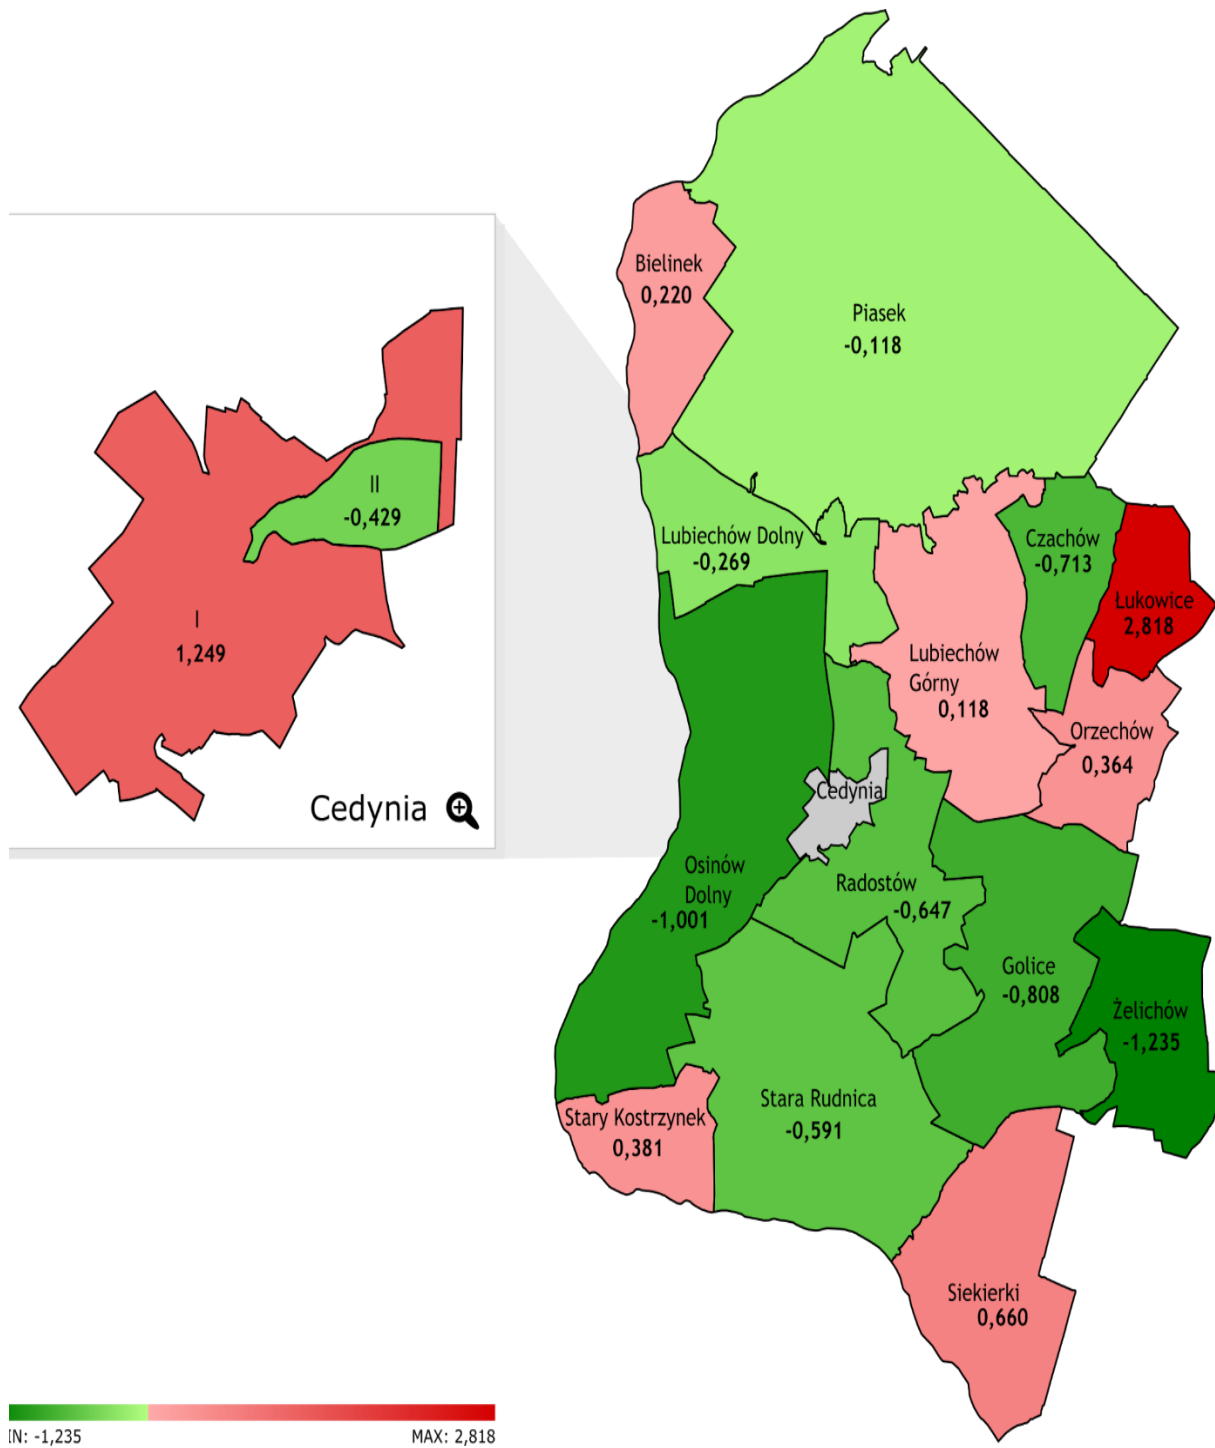 Bielinek
0,220
Piasek
-0,118
II
-0,429
Lubiechów Dolny
-0,269
Czachów
-0,713
Łukowice
2,818
I
1,249
Lubiechów
Górny
0,118
Orzechów
0,364
Cedynia
Cedynia
Osinów
Dolny
-1,001
Radostów
-0,647
Golice
-0,808
Żelichów
-1,235
Stara Rudnica
-0,591
Stary Kostrzynek
0,381
Siekierki
0,660
IN: -1,235
MAX: 2,818